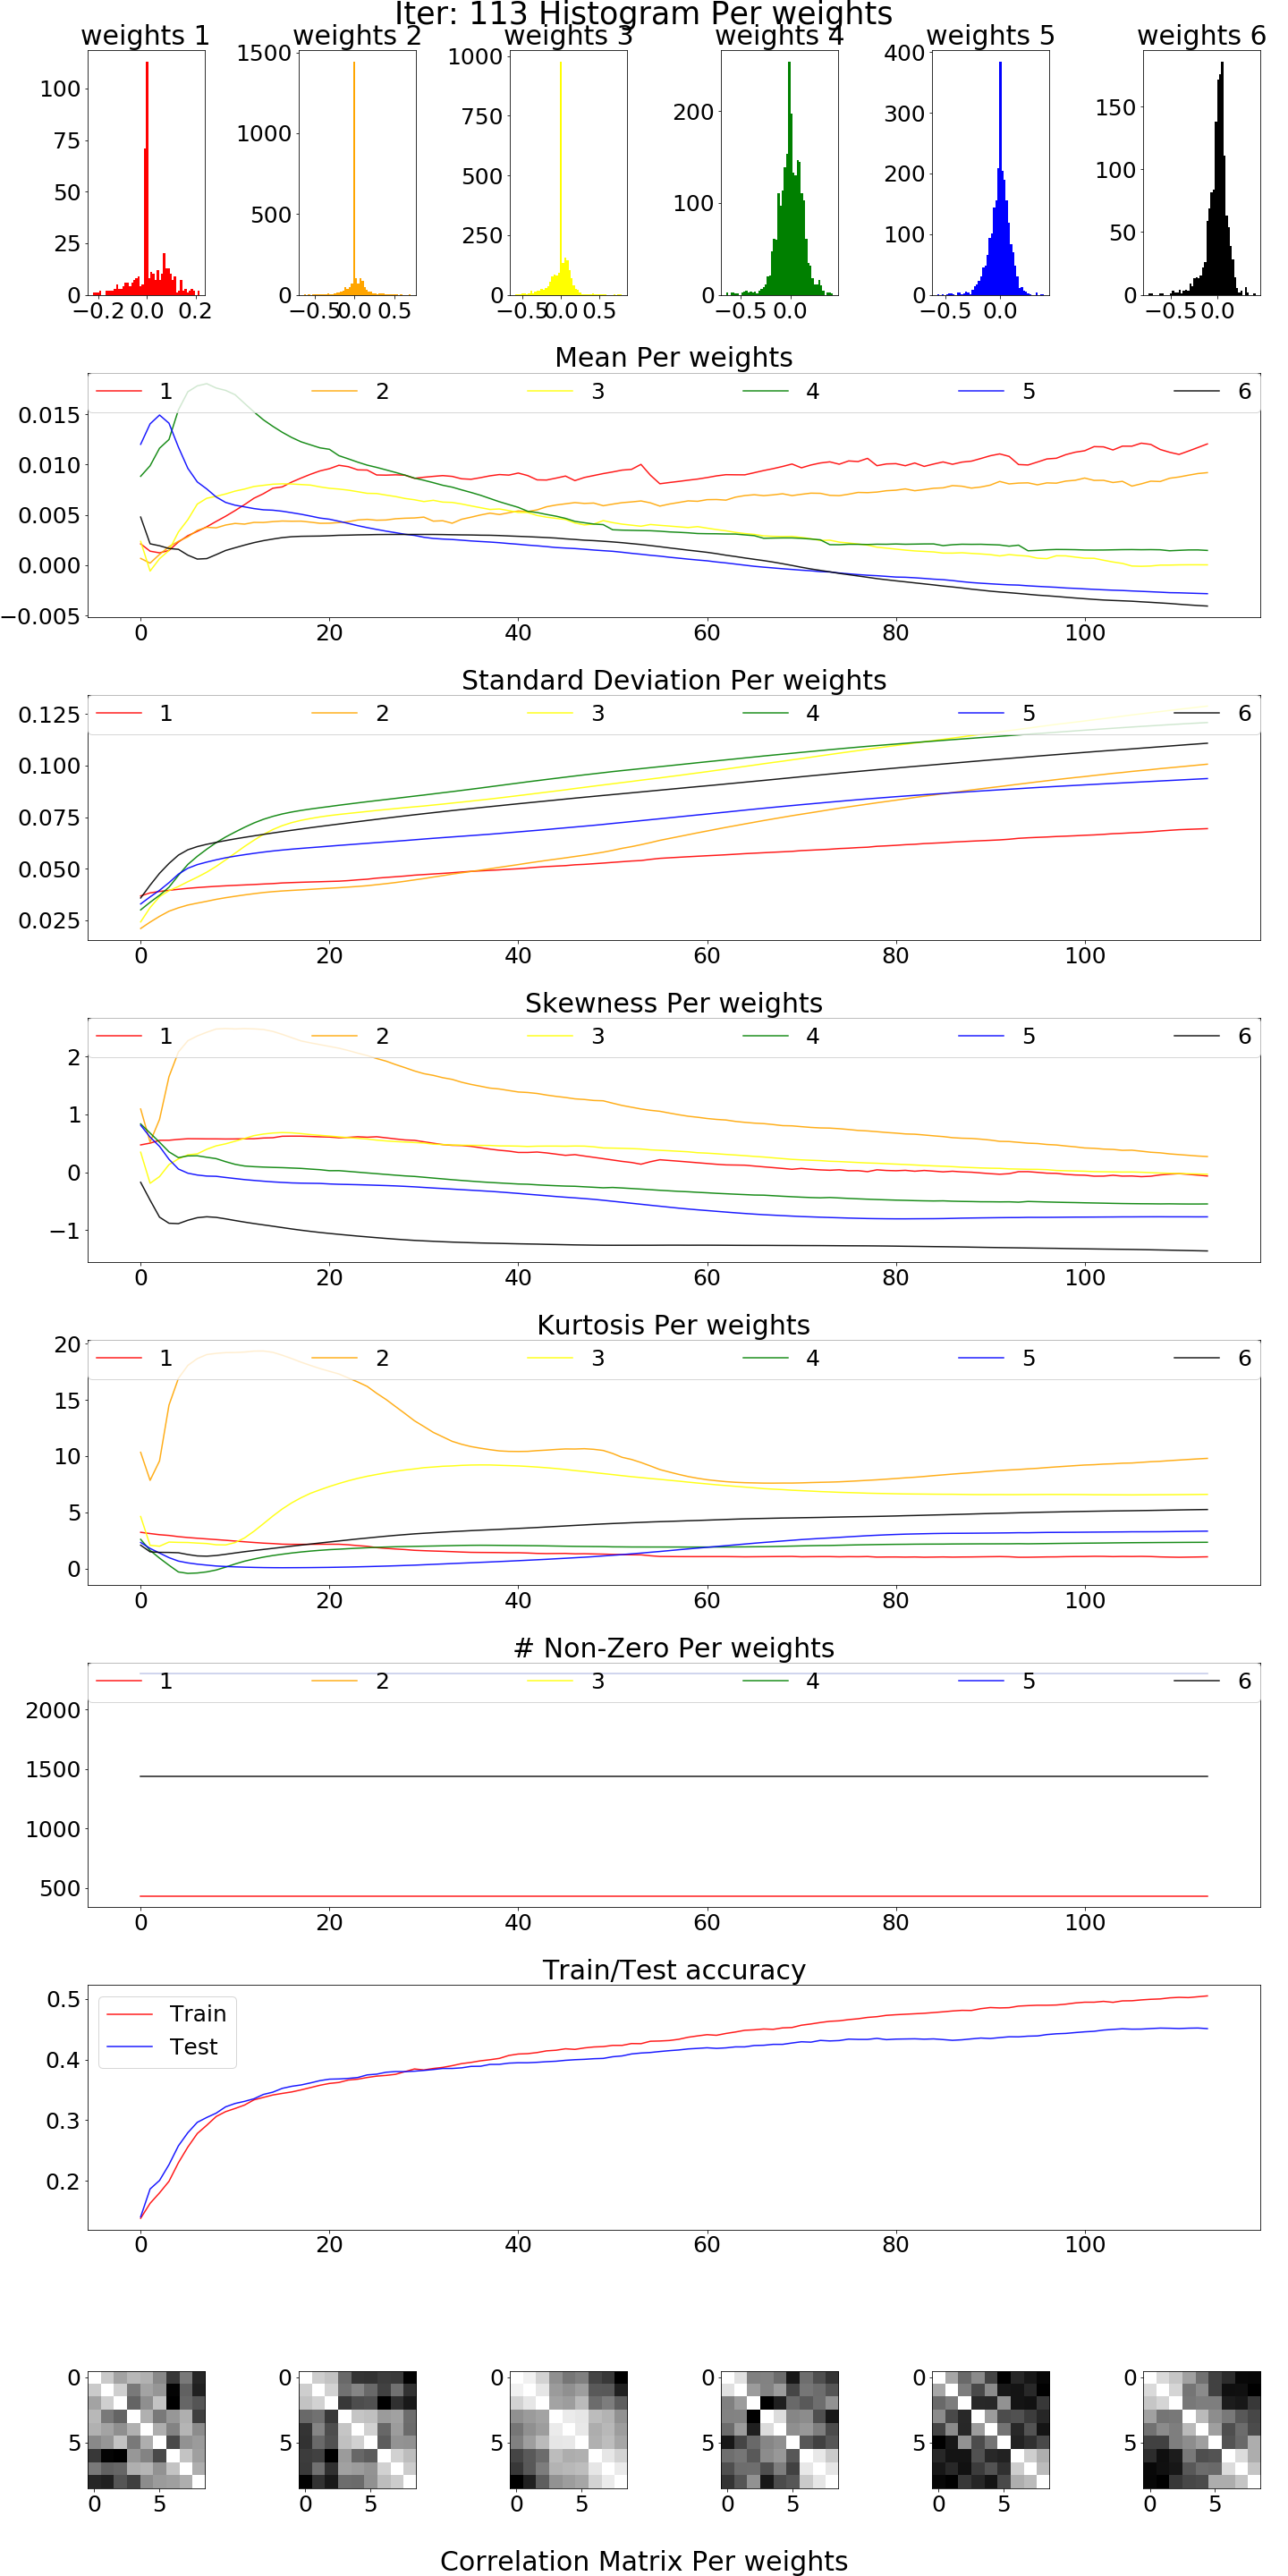 Iter: 113 Histogram Per weights
weights 1 weights 2 weights 3 weights 4 weights 5 weights 6
100
75
50
25
0
−0.2 0.0 0.2
1500
1000
500
0
−0.5 0.0 0.5
1000
750
500
250
0
−0.5 0.0 0.5
200
100
0
−0.5 0.0
400
300
200
100
0
−0.5 0.0
150
100
50
0
−0.5 0.0
Mean Per weights
1 2 3 4 5 6
0.015
0.010
0.005
0.000
−0.005
0 20 40 60 80 100
Standard Deviation Per weights
1 2 3 4 5 6
0.125
0.100
0.075
0.050
0.025
0 20 40 60 80 100
Skewness Per weights
1 2 3 4 5 6
2
1
0
−1
0 20 40 60 80 100
Kurtosis Per weights
1 2 3 4 5 6
20
15
10
5
0
0 20 40 60 80 100
# Non-Zero Per weights
1 2 3 4 5 6
2000
1500
1000
500
0 20 40 60 80 100
Train/Test accuracy
Train
Test
0.5
0.4
0.3
0.2
0 20 40 60 80 100
0 0 0 0 0 0
5 5 5 5 5 5
0 5 0 5 0 5 0 5 0 5 0 5
Correlation Matrix Per weights